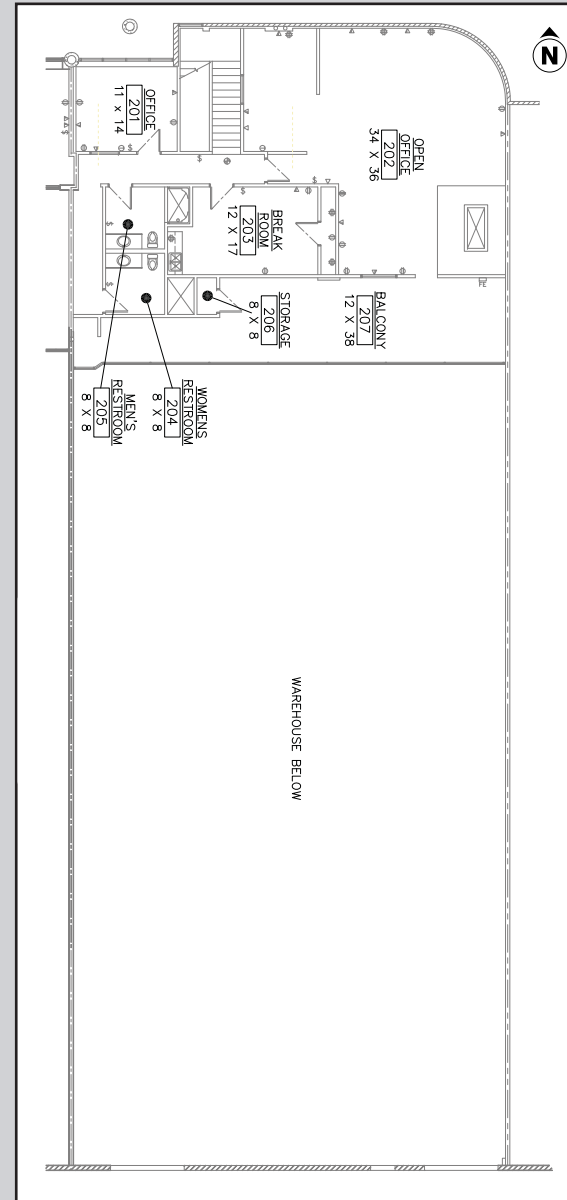 N
OFFICE
201
11 x 14
OPEN
OFFICE
202
34 X 36
BREAK
ROOM
203
12 X 17
STORAGE
206
8 X 8
BALCONY
207
12 X 38
FE
WOMENS
RESTROOM
204
8 X 8
MEN'S
RESTROOM
205
8 X 8
WAREHOUSE BELOW